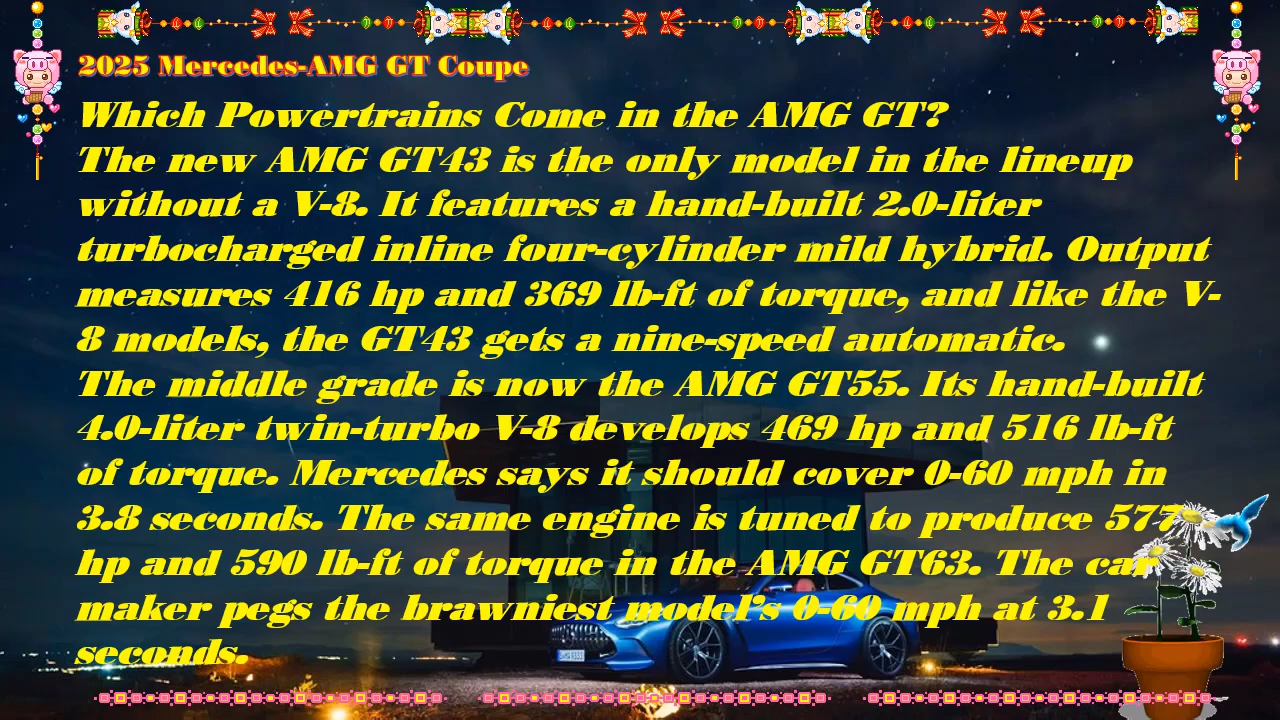 2025 Mercedes-AMG GT Coupe
Which Powertrains Come in the AMG GT?
The new AMG GT43 is the only model in the lineup
without a V-8. It features a hand-built 2.0-liter
turbocharged inline four-cylinder mild hybrid. Output
measures 416 hp and 369 lb-ft of torque, and like the V-
8 models, the GT43 gets a nine-speed automatic.
The middle grade is now the AMG GT55. Its hand-built
4.0-liter twin-turbo V-8 develops 469 hp and 516 lb-ft
of torque. Mercedes says it should cover 0-60 mph in
3.8 seconds. The same engine is tuned to produce 577
hp and 590 lb-ft of torque in the AMG GT63. The car
maker pegs the brawniest model's 0-60 mph at 3.1
seconds.